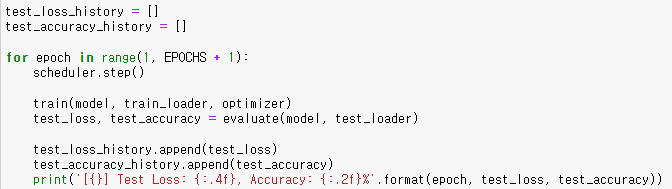 test_loss_history = []
test_accuracy_history = []
for epoch in range(1, EPOCHS + 1):
    scheduler.step()
    train(model, train_loader, optimizer)
    test_loss, test_accuracy = evaluate(model, test_loader)
    test_loss_history.append(test_loss)
    test_accuracy_history.append(test_accuracy)
    print('[{}] Test Loss: {:.4f}, Accuracy: {:.2f}%'.format(epoch, test_loss, test_accuracy))